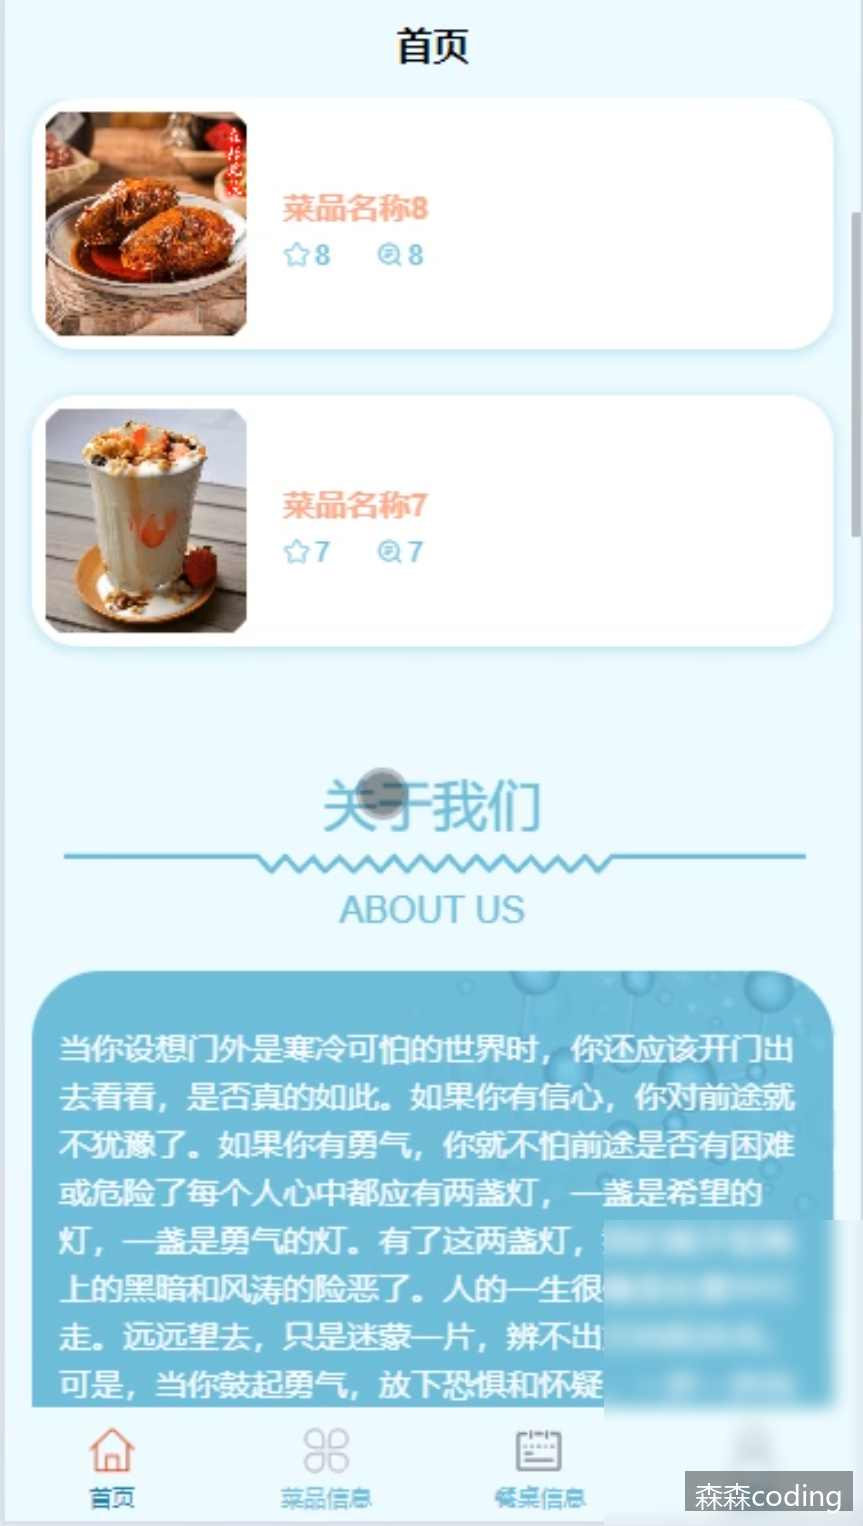 首页
菜品名称8
8 8
菜品名称7
7 7
关于我们
ABOUT US
当你设想门外是寒冷可怕的世界时，你还应该开门出
去看看，是否真的如此。如果你有信心，你对前途就
不犹豫了。如果你有勇气，你就不怕前途是否有困难
或危险了每个人心中都应有两盏灯，一盏是希望的
灯，一盏是勇气的灯。有了这两盏灯，
上的黑暗和风涛的险恶了。人的一生很
走。远远望去，只是迷蒙一片，辨不出
可是，当你鼓起勇气，放下恐惧和怀疑
首页
菜品信息
餐桌信息
森森coding